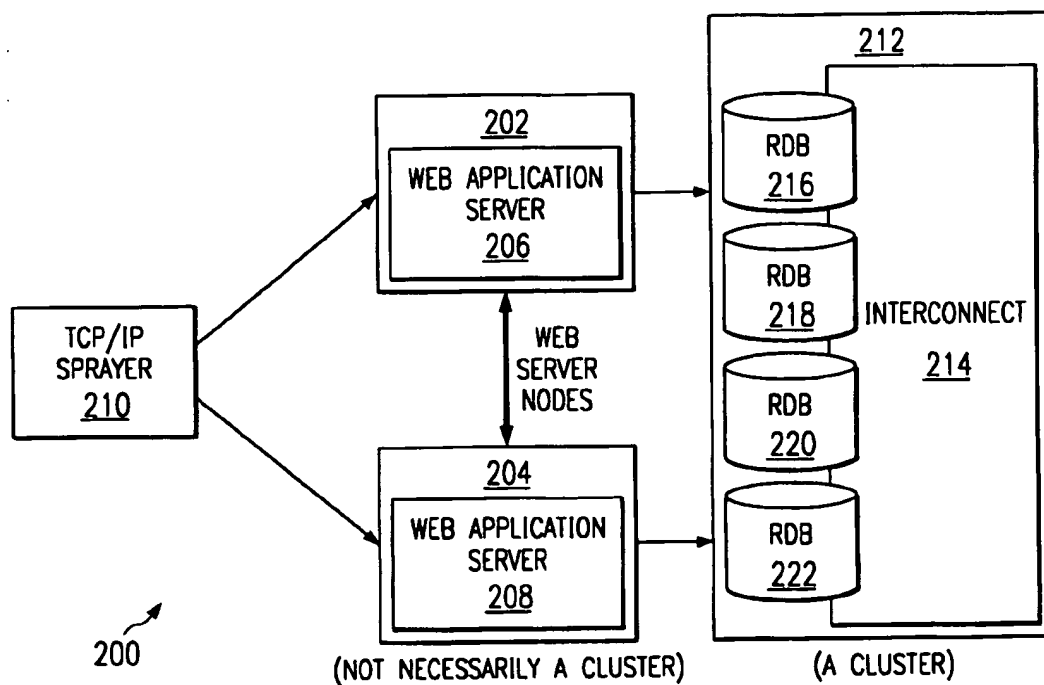 TCP/IP
SPRAYER
210
202
WEB APPLICATION
SERVER
206
WEB
SERVER
NODES
204
WEB APPLICATION
SERVER
208
(NOT NECESSARILY A CLUSTER)
212
RDB
216
RDB
218
RDB
220
RDB
222
INTERCONNECT
214
(A CLUSTER)
200